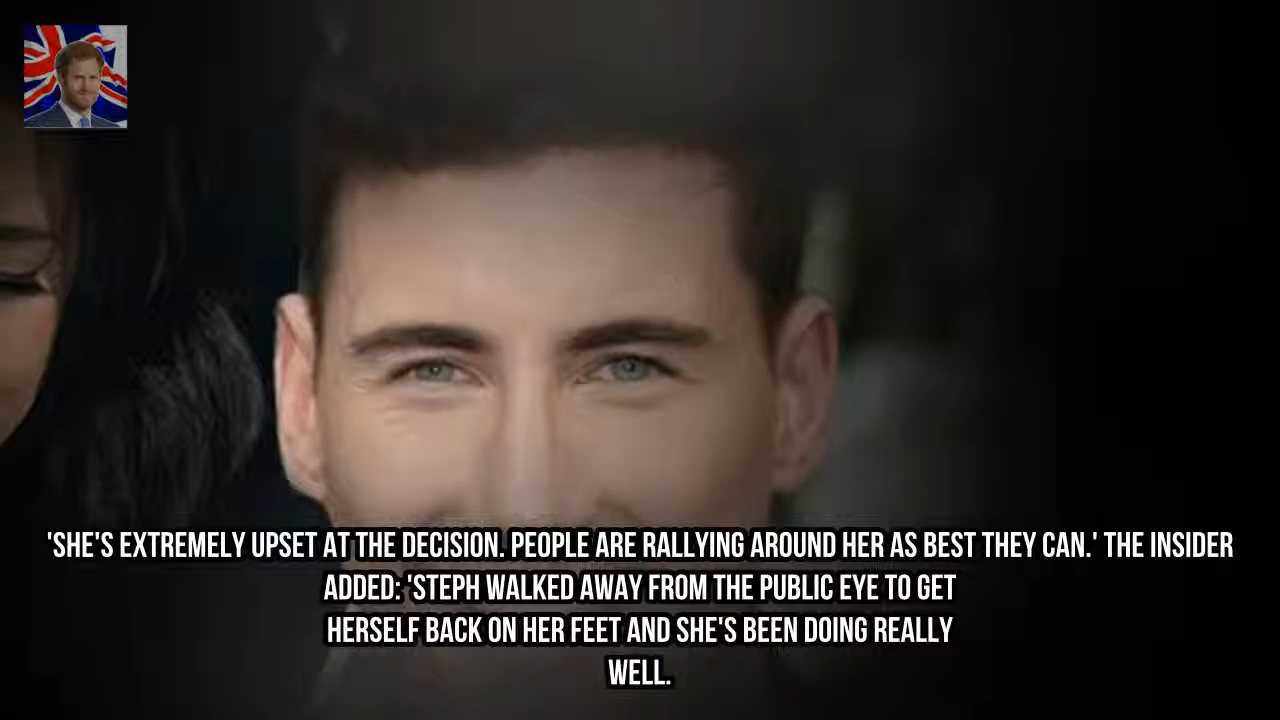 'SHE'S EXTREMELY UPSET AT THE DECISION. PEOPLE ARE RALLYING AROUND HER AS BEST THEY CAN.' THE INSIDER
ADDED: 'STEPH WALKED AWAY FROM THE PUBLIC EYE TO GET
HERSELF BACK ON HER FEET AND SHE'S BEEN DOING REALLY
WELL.